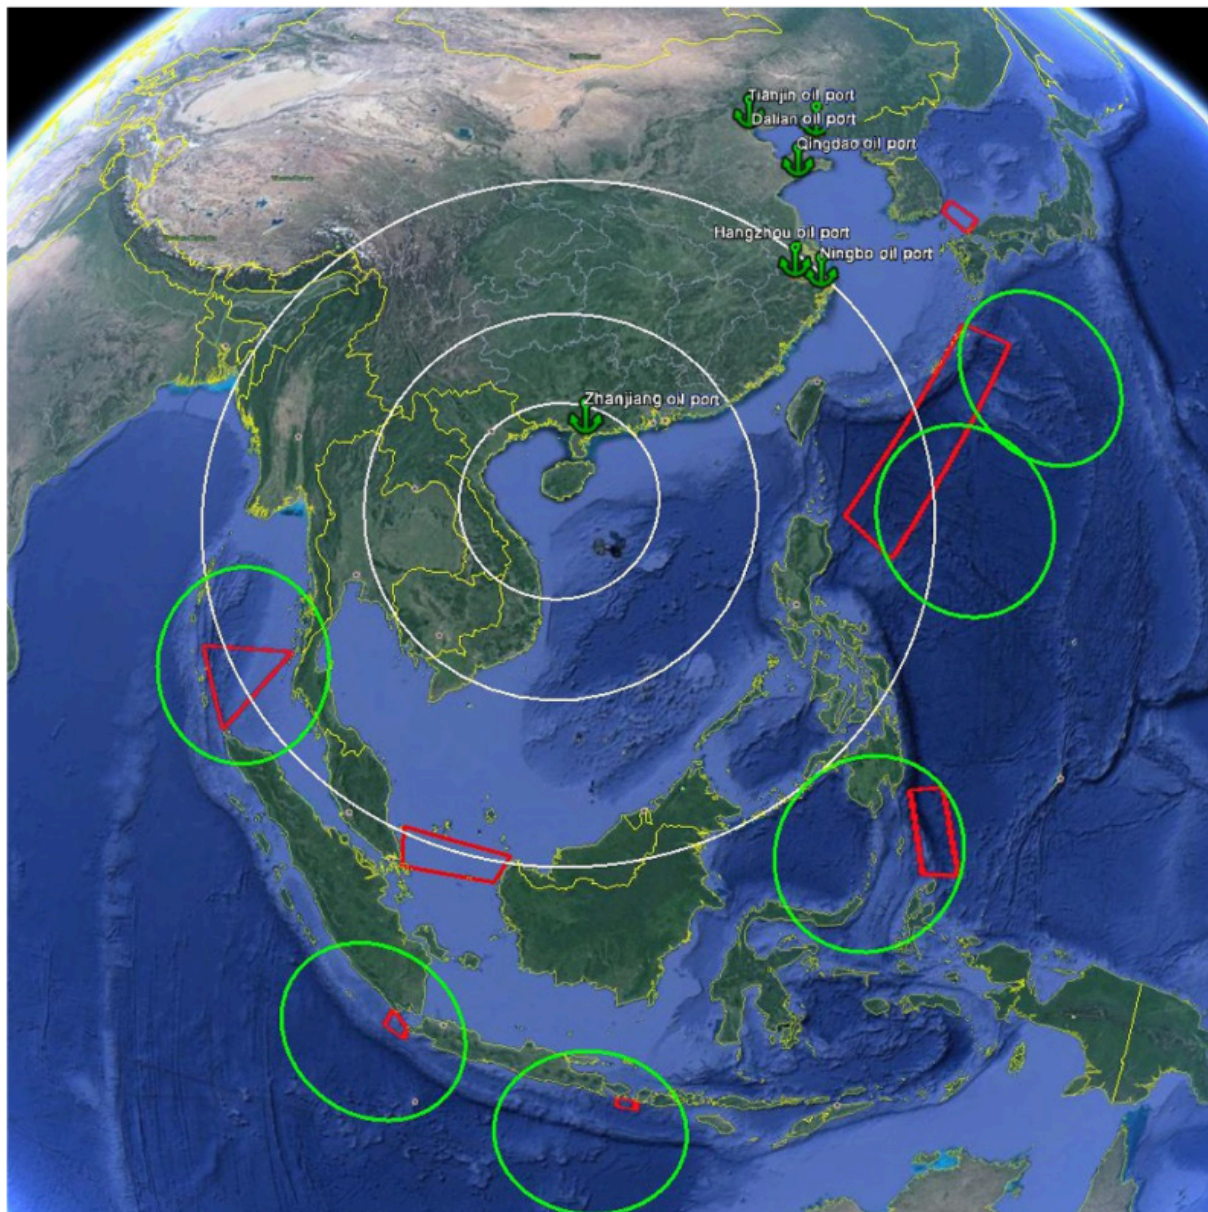 Tianjin oil port
Dalian oil port
Qingdao oil port
Hangzhou oil port
Ningbo oil port
Zhanjiang oil port